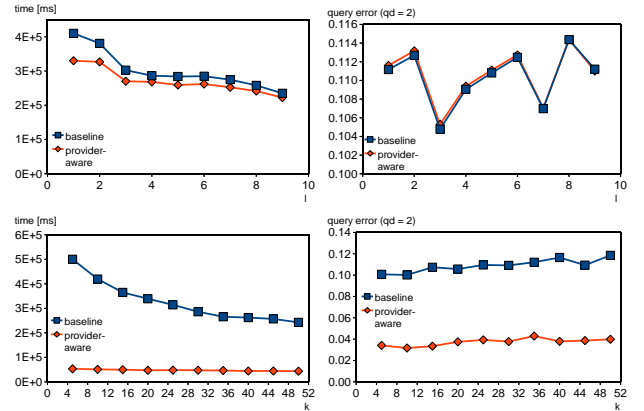 time [ms]
4E+5
3E+5
2E+5
1E+5
0E+0
0 2 4 6 8 10
l
baseline
provider-
aware
query error (qd = 2)
0.116
0.114
0.112
0.110
0.108
0.106
0.104
0.102
0.100
0 2 4 6 8 10
l
baseline
provider-
aware
time [ms]
6E+5
5E+5
4E+5
3E+5
2E+5
1E+5
0E+0
0 4 8 12 16 20 24 28 32 36 40 44 48 52
k
baseline
provider-
aware
query error (qd = 2)
0.14
0.12
0.10
0.08
0.06
0.04
0.02
0.00
0 4 8 12 16 20 24 28 32 36 40 44 48 52
k
baseline
provider-
aware